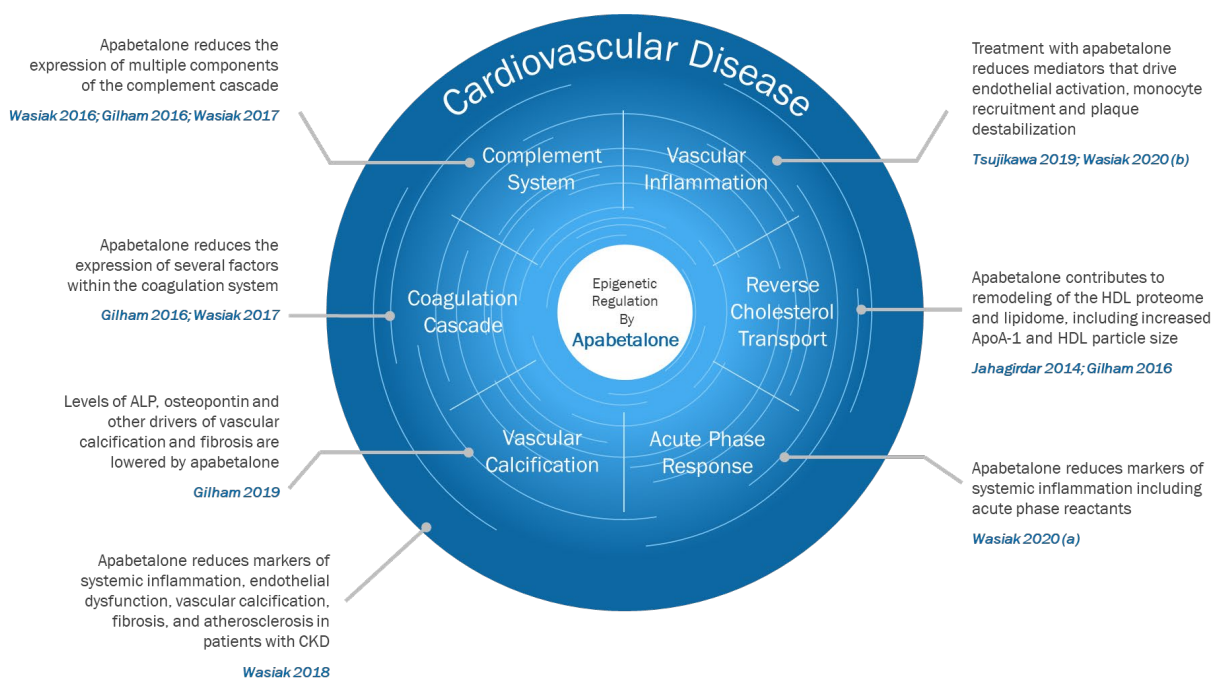 Cardiovascular Disease
Apabetalone reduces the
expression of multiple components
of the complement cascade
Wasiak 2016; Gilham 2016; Wasiak 2017
Apabetalone reduces the
expression of several factors
within the coagulation system
Gilham 2016; Wasiak 2017
Levels of ALP, osteopontin and
other drivers of vascular
calcification and fibrosis are
lowered by apabetalone
Gilham 2019
Apabetalone reduces markers of
systemic inflammation, endothelial
dysfunction, vascular calcification,
fibrosis, and atherosclerosis in
patients with CKD
Wasiak 2018
Complement
System
Vascular
Inflammation
Coagulation
Cascade
Epigenetic
Regulation
By
Apabetalone
Reverse
Cholesterol
Transport
Vascular
Calcification
Acute Phase
Response
Treatment with apabetalone
reduces mediators that drive
endothelial activation, monocyte
recruitment and plaque
destabilization
Tsujikawa 2019; Wasiak 2020 (b)
Apabetalone contributes to
remodeling of the HDL proteome
and lipidome, including increased
ApoA-1 and HDL particle size
Jahagirdar 2014; Gilham 2016
Apabetalone reduces markers of
systemic inflammation including
acute phase reactants
Wasiak 2020 (a)